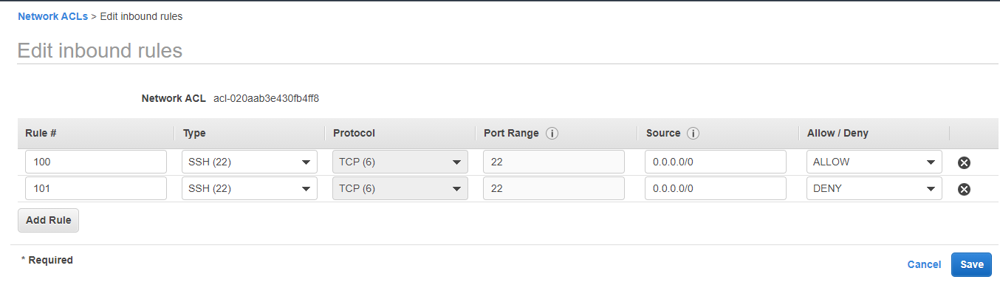 Network ACLs > Edit inbound rules
Edit inbound rules
Network ACL acl-020aab3e430fb4ff8
Rule # Type Protocol Port Range i Source i Allow / Deny
100 SSH (22) TCP (6) 22 0.0.0.0/0 ALLOW
101 SSH (22) TCP (6) 22 0.0.0.0/0 DENY
Add Rule
* Required
Cancel Save